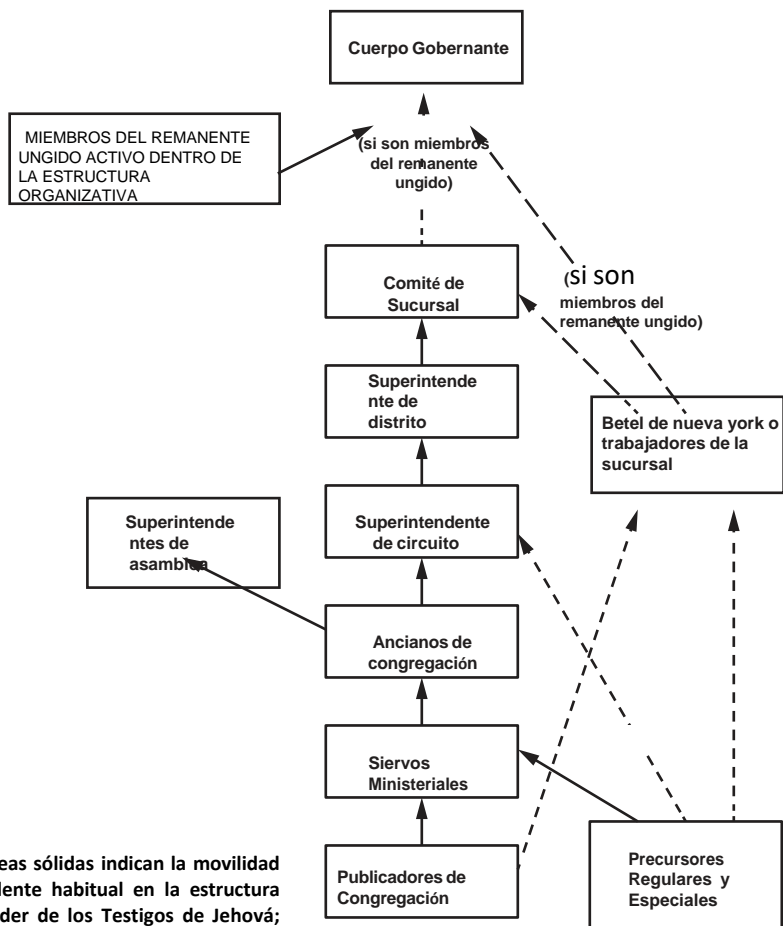 Cuerpo Gobernante
MIEMBROS DEL REMANENTE
UNGIDO ACTIVO DENTRO DE
LA ESTRUCTURA
ORGANIZATIVA
(si son miembros
del remanente
ungido)
Comité de
Sucursal
(si son
miembros del
remanente ungido)
Superintende
nte de
distrito
Betel de nueva york o
trabajadores de la
sucursal
Superintende
ntes de
asamblea
Superintendente
de circuito
Ancianos de
congregación
Siervos
Ministeriales
Publicadores de
Congregación
Precursores
Regulares y
Especiales
eas sólidas indican la movilidad
lente habitual en la estructura
der de los Testigos de Jehová;